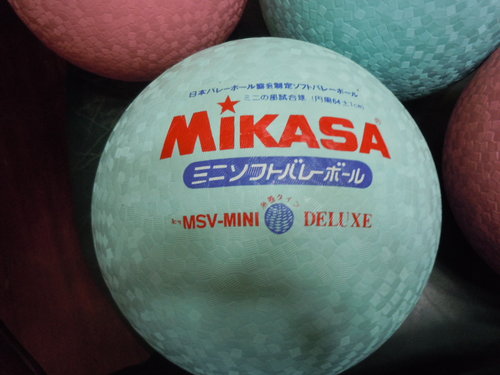 日本バレーボール協会制定ソフトバレーボール
ミニの部試合球 (円周64±1cm)
MIKASA®
ミニソフトバレーボール
MSV-MINI DELUXE